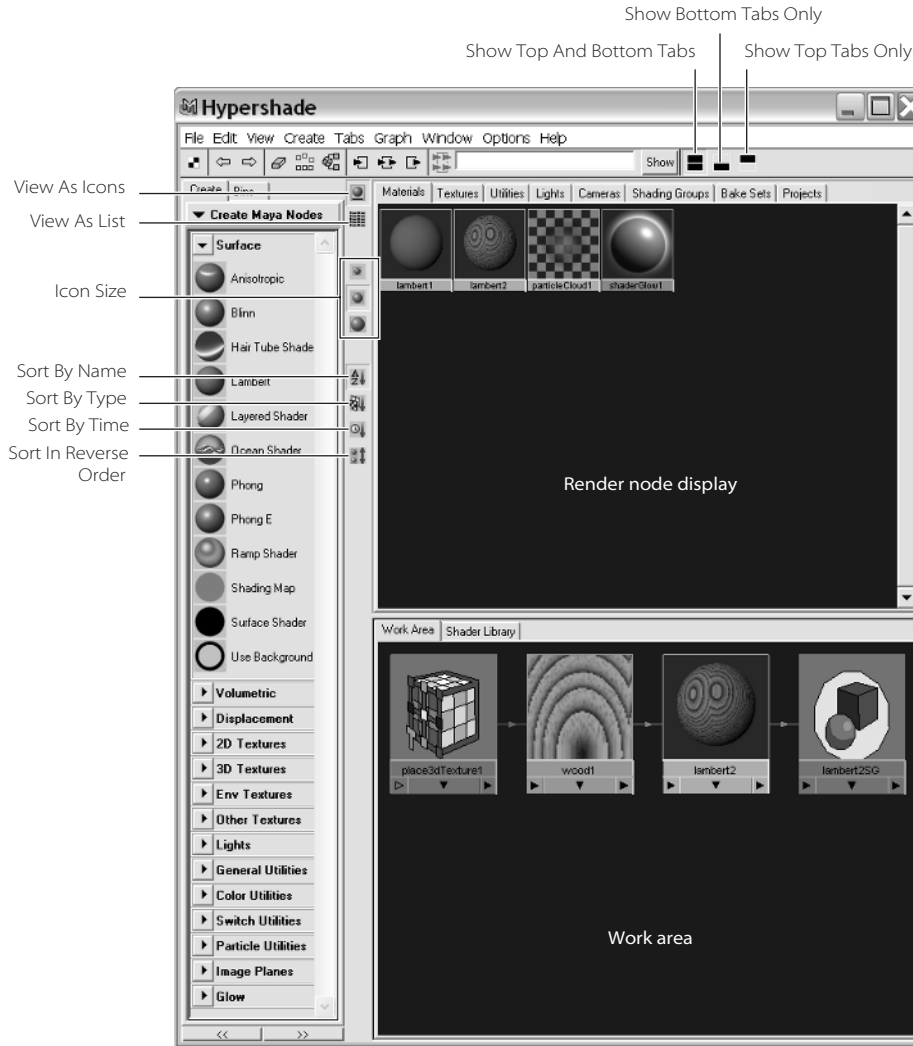 Show Bottom Tabs Only
Show Top And Bottom Tabs
Show Top Tabs Only
Hypershade
File Edit View Create Tabs Graph Window Options Help
Show
View As Icons
View As List
Icon Size
Sort By Name
Sort By Type
Sort By Time
Sort In Reverse
Order
Create Bins
Create Maya Nodes
Surface
Anisotropic
Blinn
Hair Tube Shade
Lambert
Layered Shader
Ocean Shader
Phong
Phong E
Ramp Shader
Shading Map
Surface Shader
Use Background
Volumetric
Displacement
2D Textures
3D Textures
Env Textures
Other Textures
Lights
General Utilities
Color Utilities
Switch Utilities
Particle Utilities
Image Planes
Glow
<< >>
Materials Textures Utilities Lights Cameras Shading Groups Bake Sets Projects
lambert1 lambert2 particleCloud1 shaderGlow1
Render node display
Work Area Shader Library
place3dTexture1 wood1 lambert2 lambert2SG
Work area